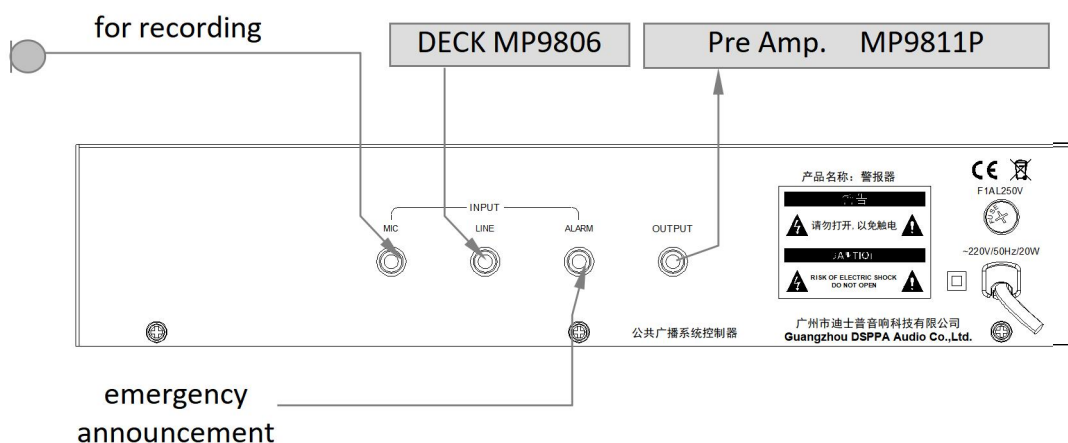 for recording
DECK MP9806
Pre Amp. MP9811P
INPUT
MIC
LINE
ALARM
OUTPUT
产品名称：警报器
请勿打开，以免触电
RISK OF ELECTRIC SHOCK
DO NOT OPEN
CE
F1AL250V
FUSE
~220V/50Hz/20W
公共广播系统控制器
广州市迪士普音响科技有限公司
Guangzhou DSPPA Audio Co.,Ltd.
emergency
announcement